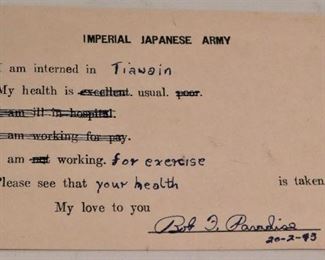 IMPERIAL JAPANESE ARMY
I am interned in Tiawain
My health is excellent. usual. poor.
I am ill in hospital.
I am working for pay.
I am not working. for exercise
Please see that your health is taken
My love to you
Bob T. Paradise
20-2-43